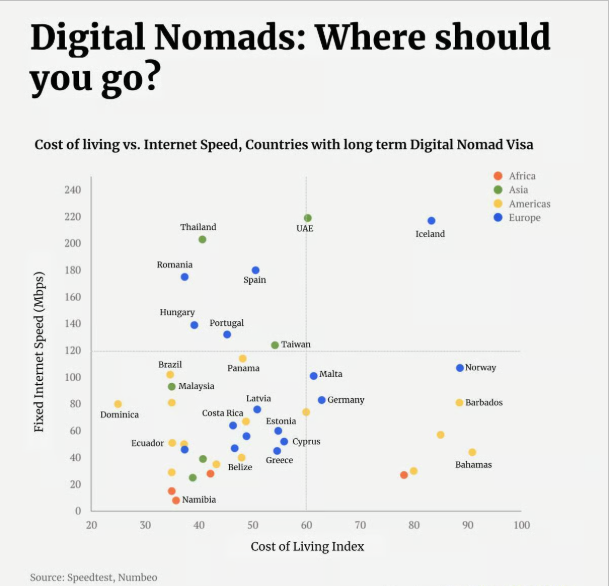 Digital Nomads: Where should
you go?
Cost of living vs. Internet Speed, Countries with long term Digital Nomad Visa
Africa
Asia
Americas
Europe
240
220
200
180
160
140
120
100
80
60
40
20
0
Fixed Internet Speed (Mbps)
Thailand
UAE
Iceland
Romania
Spain
Hungary
Portugal
Taiwan
Brazil
Panama
Malta
Norway
Malaysia
Dominica
Latvia
Germany
Barbados
Costa Rica
Estonia
Ecuador
Cyprus
Belize
Greece
Bahamas
Namibia
20
30
40
50
60
70
80
90
100
Cost of Living Index
Source: Speedtest, Numbeo